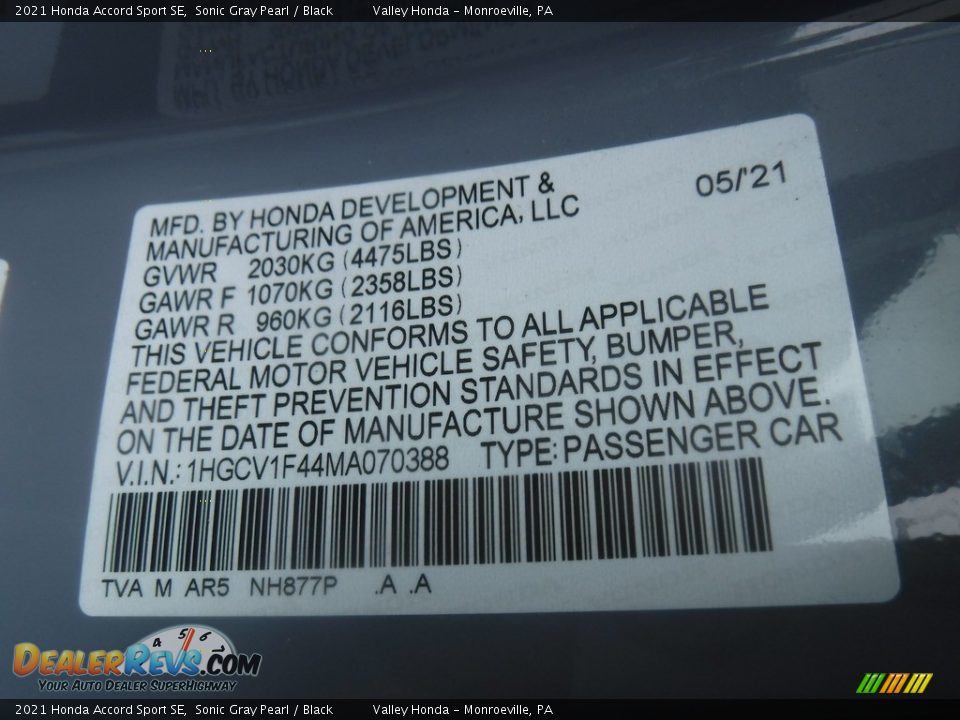 2021 Honda Accord Sport SE, Sonic Gray Pearl / Black Valley Honda - Monroeville, PA
MFD. BY HONDA DEVELOPMENT & 05/'21
MANUFACTURING OF AMERICA, LLC
GVWR 2030KG (4475LBS)
GAWR F 1070KG (2358LBS)
GAWR R 960KG (2116LBS)
THIS VEHICLE CONFORMS TO ALL APPLICABLE
FEDERAL MOTOR VEHICLE SAFETY, BUMPER,
AND THEFT PREVENTION STANDARDS IN EFFECT
ON THE DATE OF MANUFACTURE SHOWN ABOVE.
V.I.N.: 1HGCV1F44MA070388 TYPE: PASSENGER CAR
TVA M AR5 NH877P .A .A
4 5 6 7
DEALERREVS.COM
YOUR AUTO DEALER SUPERHIGHWAY
2021 Honda Accord Sport SE, Sonic Gray Pearl / Black Valley Honda - Monroeville, PA